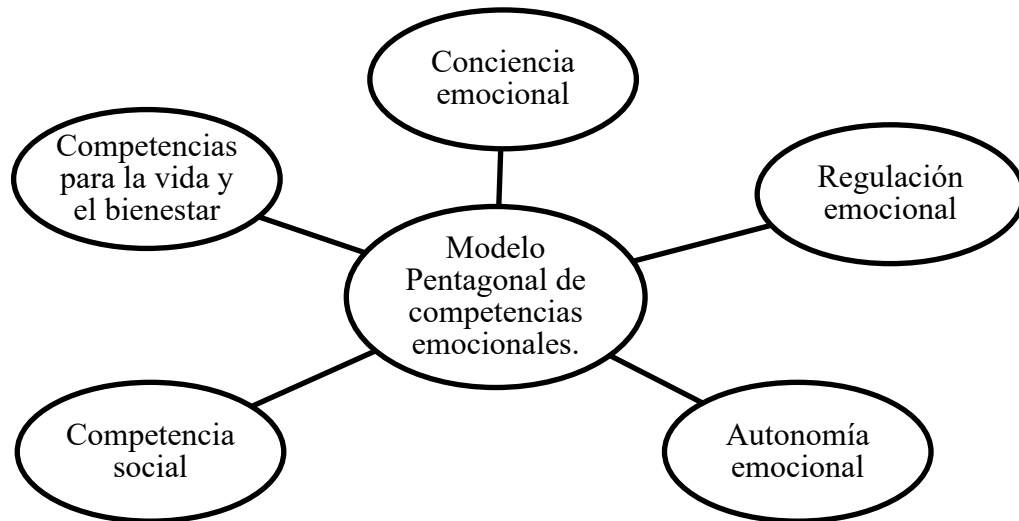 Conciencia
emocional
Competencias
para la vida y
el bienestar
Regulación
emocional
Modelo
Pentagonal de
competencias
emocionales.
Competencia
social
Autonomía
emocional